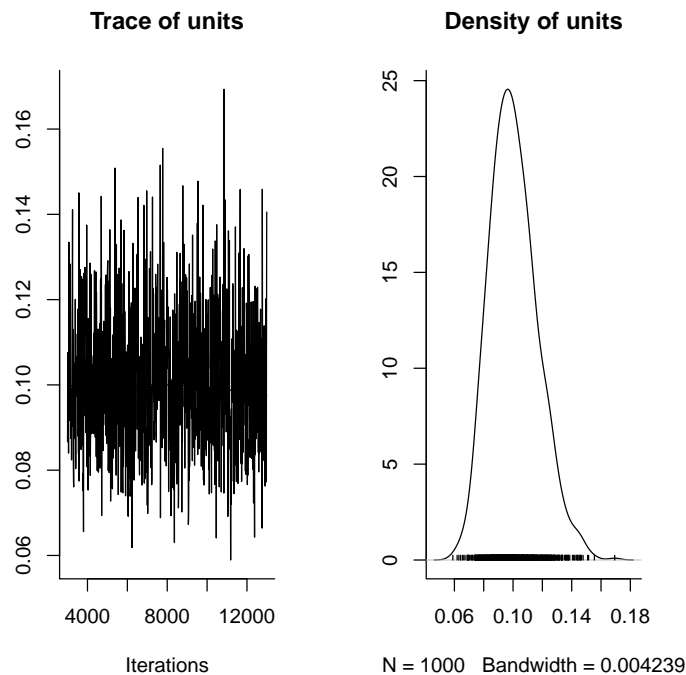 Trace of units
0.16
0.14
0.12
0.10
0.08
0.06
4000 8000 12000
Iterations
Density of units
25
20
15
10
5
0
0.06 0.10 0.14 0.18
N = 1000 Bandwidth = 0.004239